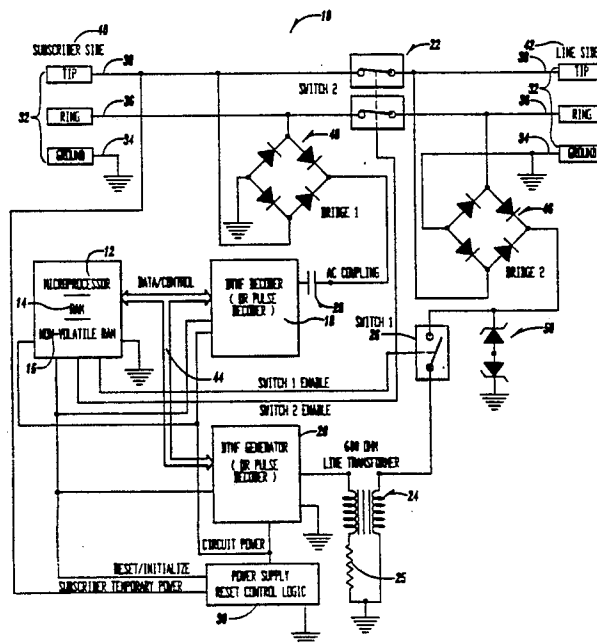 10
40
SUBSCRIBER SIDE
38
TIP
32
36
RING
34
GROUND
22
SWITCH 2
42
LINE SIDE
38
TIP
32
36
RING
34
GROUND
48
BRIDGE 1
46
BRIDGE 2
12
MICROPROCESSOR
14
RAM
NON-VOLATILE RAM
16
DATA/CONTROL
DTMF DECODER
( OR PULSE
DECODER )
18
AC COUPLING
28
SWITCH 1
26
50
44
SWITCH 1 ENABLE
SWITCH 2 ENABLE
20
DTMF GENERATOR
( OR PULSE
DECODER )
600 OHM
LINE TRANSFORMER
24
25
CIRCUIT POWER
RESET/INITIALIZE
SUBSCRIBER TEMPORARY POWER
POWER SUPPLY
RESET CONTROL LOGIC
30